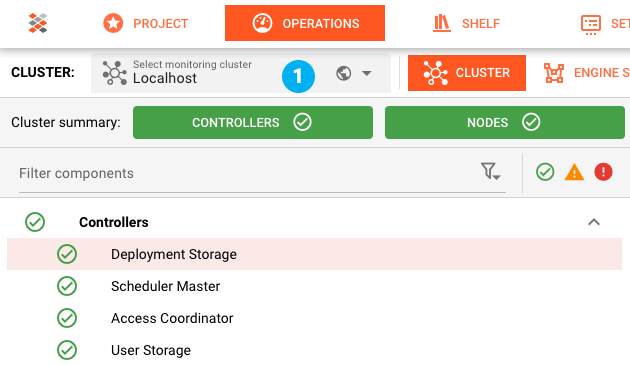 PROJECT OPERATIONS SHELF SET
CLUSTER: Select monitoring cluster
Localhost 1 CLUSTER ENGINE S
Cluster summary: CONTROLLERS NODES
Filter components
Controllers
Deployment Storage
Scheduler Master
Access Coordinator
User Storage